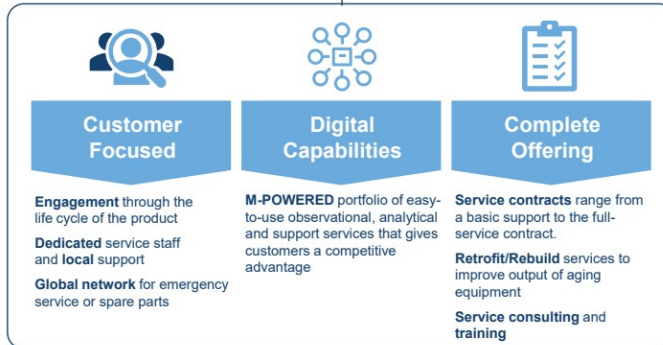 Customer
Focused
Engagement through the
life cycle of the product
Dedicated service staff
and local support
Global network for emergency
service or spare parts
Digital
Capabilities
M-POWERED portfolio of easy-
to-use observational, analytical
and support services that gives
customers a competitive
advantage
Complete
Offering
Service contracts range from
a basic support to the full-
service contract.
Retrofit/Rebuild services to
improve output of aging
equipment
Service consulting and
training